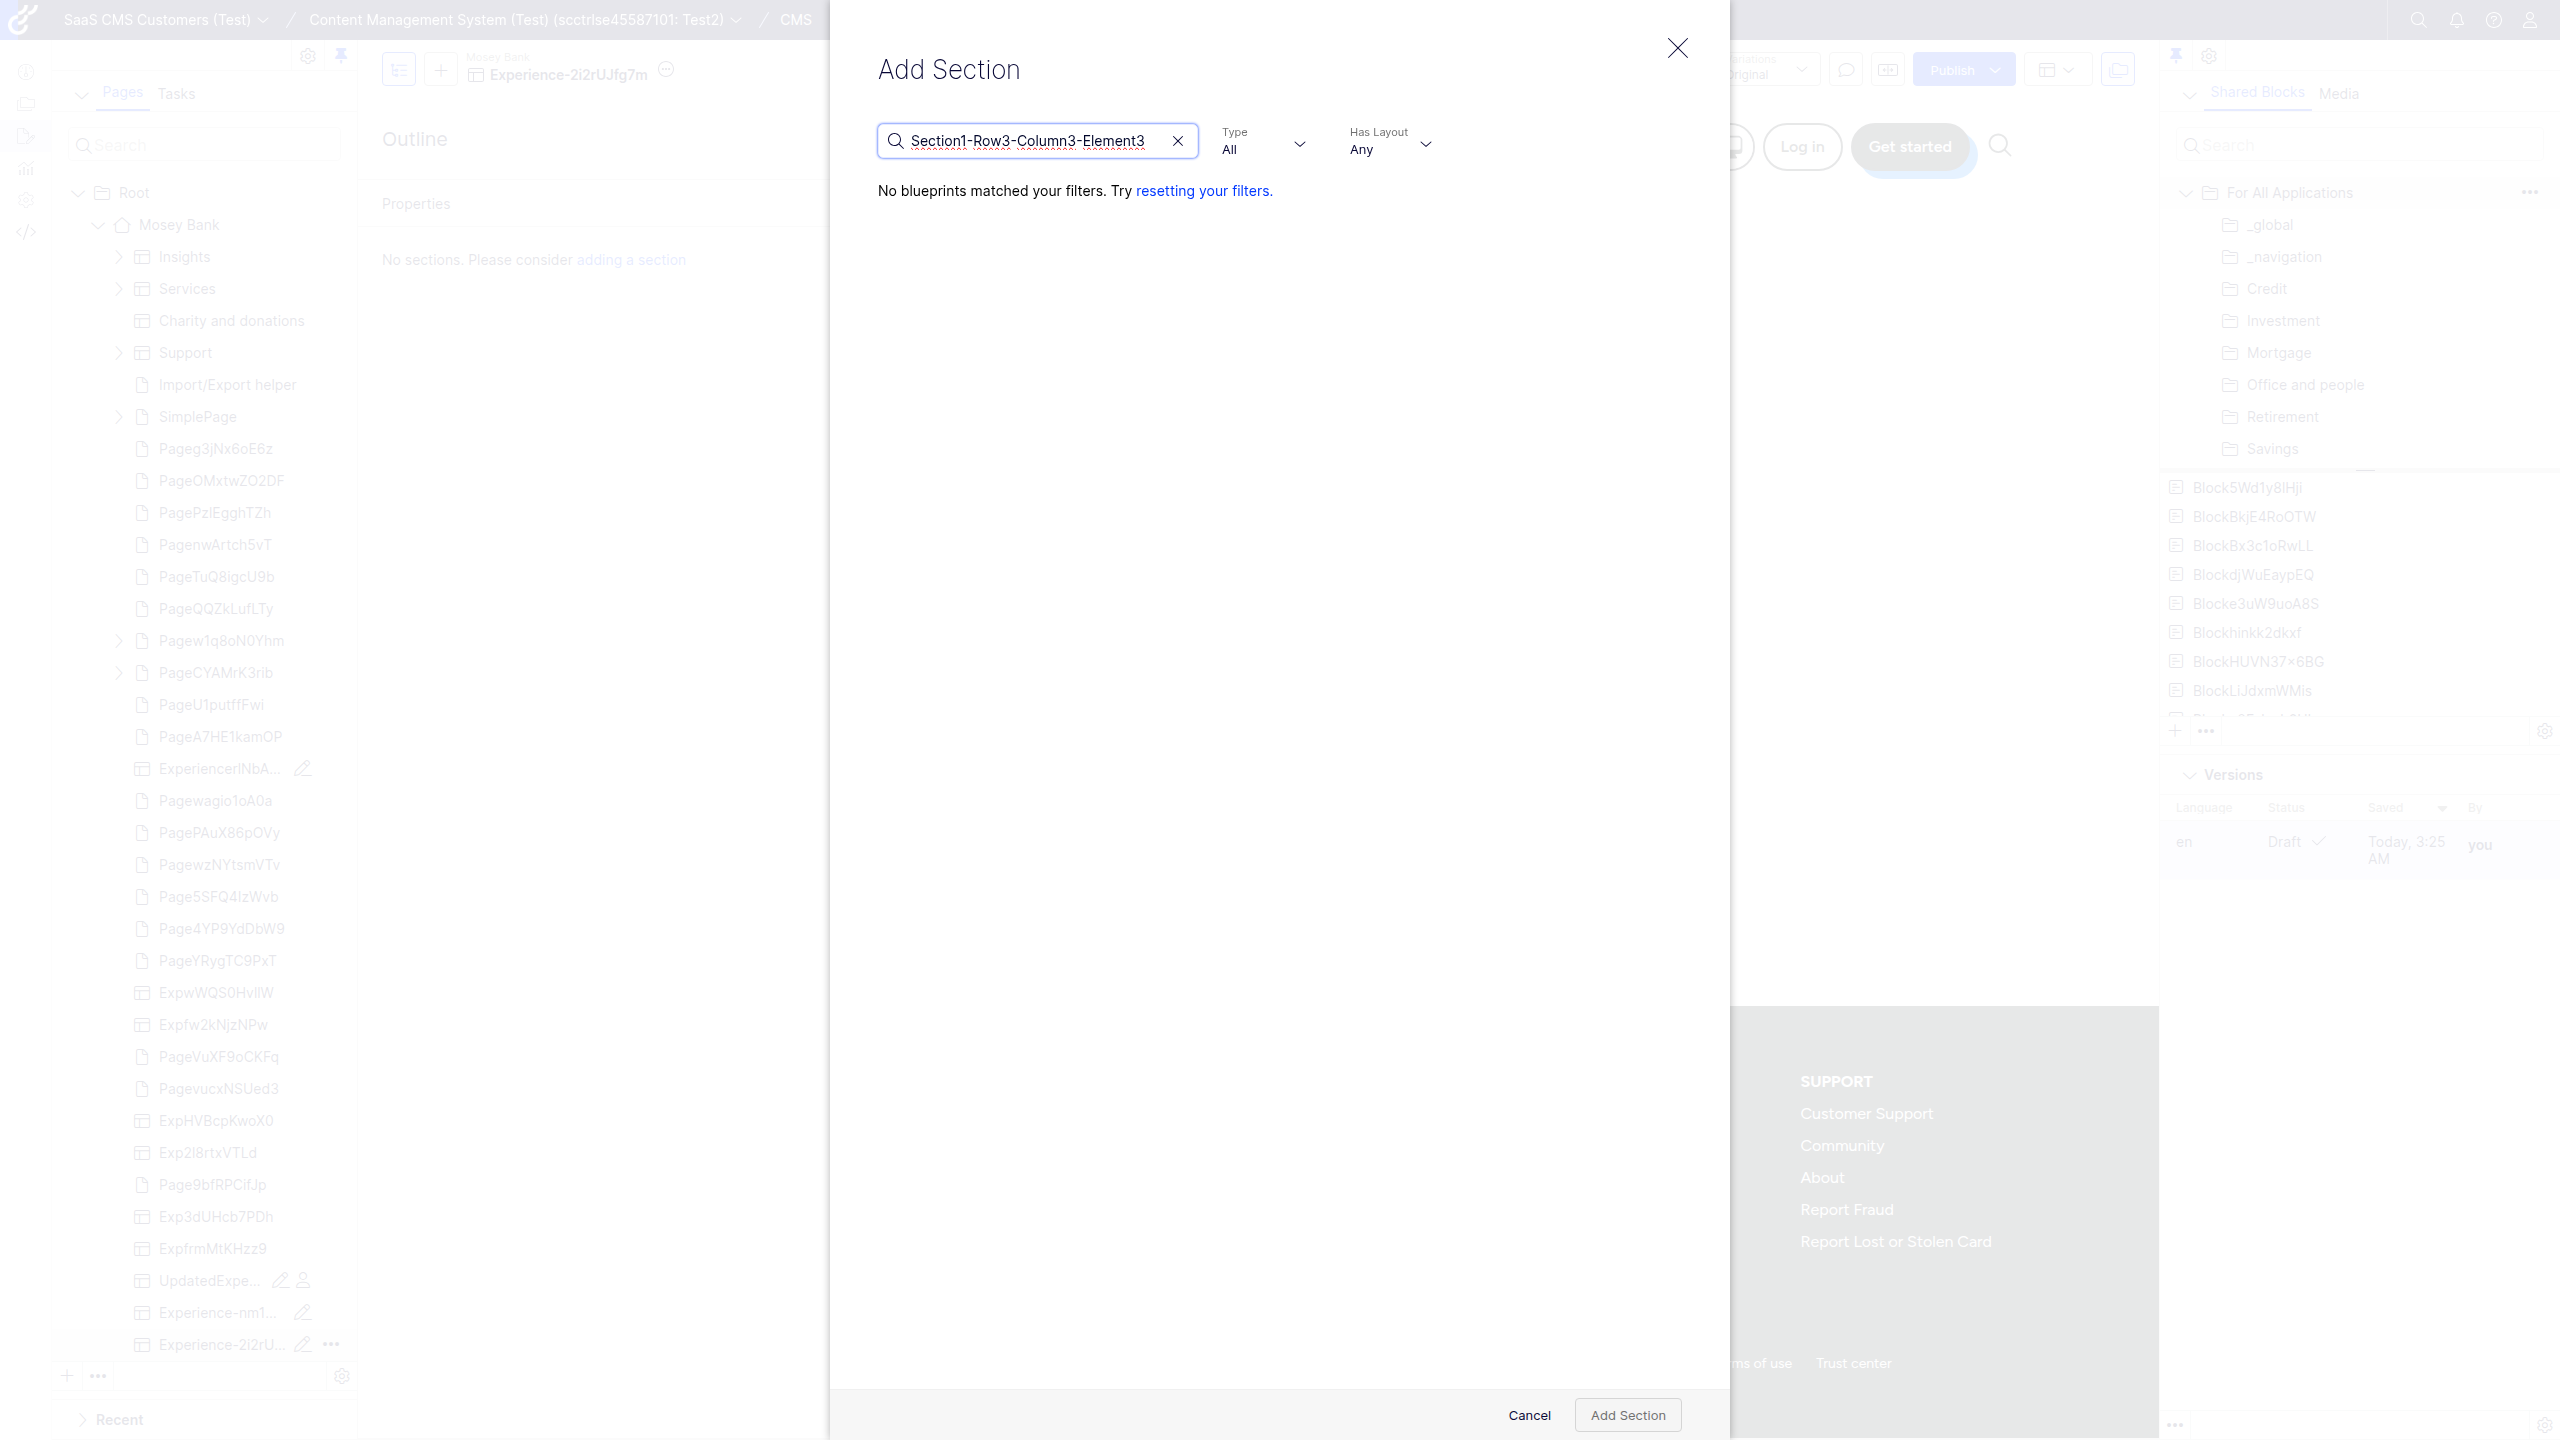 SaaS CMS Customers (Test) / Content Management System (Test) (scctrlse45587101: Test2) / CMS
Pages Tasks
Search
Root
Mosey Bank
Insights
Services
Charity and donations
Support
Import/Export helper
SimplePage
Pageg3jNx6oE6z
PageOMxtwZO2DF
PagePzlEgghTZh
PagenwArtch5vT
PageTuQ8igcU9b
PageQQZkLufLTy
Pagew1q8oN0Yhm
PageCYAMrK3rib
PageU1putffFwi
PageA7HE1kamOP
ExperiencerlNbA...
Pagewagio1oA0a
PagePAuX86pOVy
PagewzNYtsmVTv
Page5SFQ4IzWvb
Page4YP9YdDbW9
PageYRygTC9PxT
ExpwWQS0HvllW
Expfw2kNjzNPw
PageVuXF9oCKFq
PagevucxNSUed3
ExpHVBcpKwoX0
Exp2l8rtxVTLd
Page9bfRPCifJp
Exp3dUHcb7PDh
ExpfrmMtKHzz9
UpdatedExpe...
Experience-nm1...
Experience-2i2rU...
Recent
Mosey Bank
Experience-2i2rUJfg7m
Outline
Properties
No sections. Please consider adding a section
Add Section
Section1-Row3-Column3-Element3
Type
All
Has Layout
Any
No blueprints matched your filters. Try resetting your filters.
Cancel
Add Section
Original
Publish
Log in
Get started
SUPPORT
Customer Support
Community
About
Report Fraud
Report Lost or Stolen Card
ms of use
Trust center
Shared Blocks Media
Search
For All Applications
_global
_navigation
Credit
Investment
Mortgage
Office and people
Retirement
Savings
Block5Wd1y8lHji
BlockBkjE4RoOTW
BlockBx3c1oRwLL
BlockdjWuEaypEQ
Blocke3uW9uoA8S
Blockhinkk2dkxf
BlockHUVN37x6BG
BlockLiJdxmWMis
Versions
Language Status Saved By
en Draft Today, 3:25 AM you